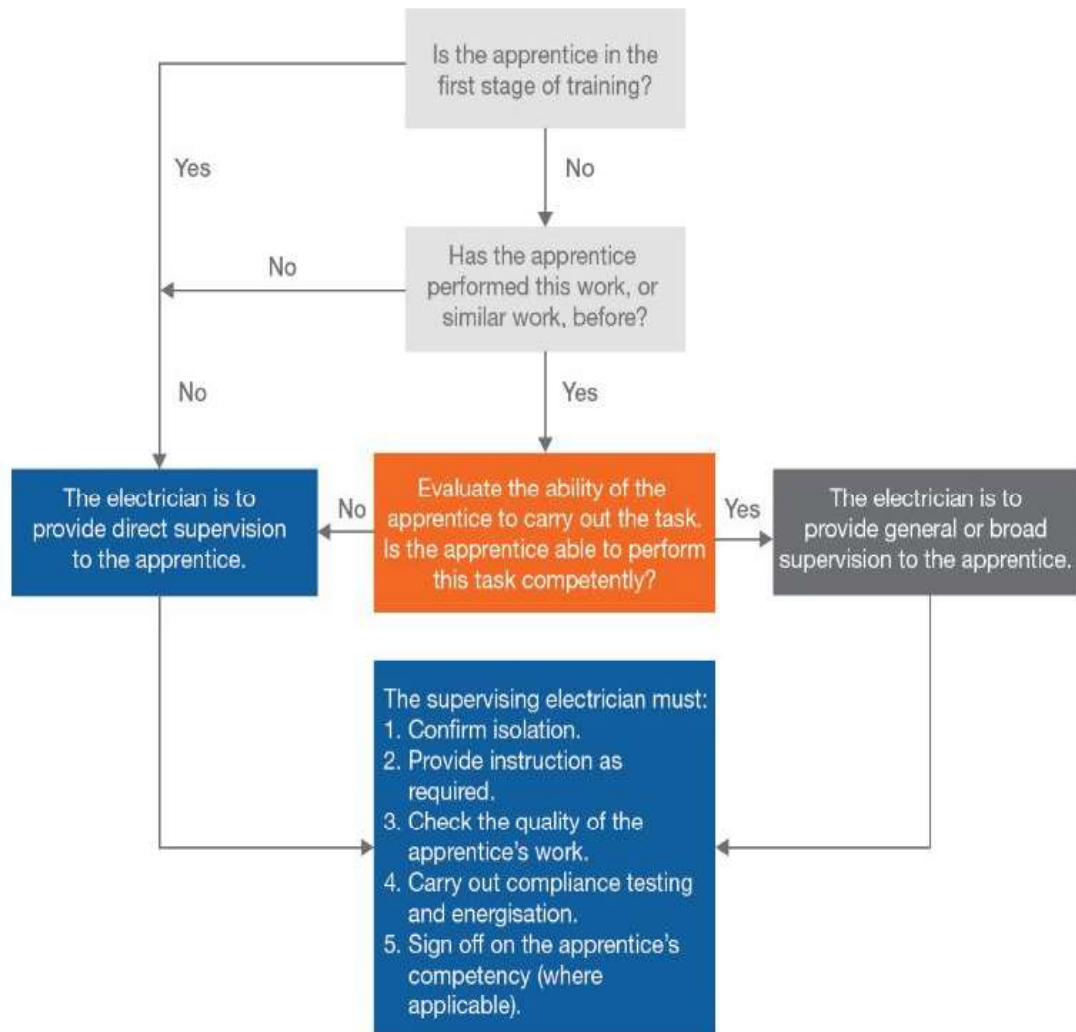 Is the apprentice in the
first stage of training?
Yes
No
Has the apprentice
performed this work, or
similar work, before?
No
No
Yes
The electrician is to
provide direct supervision
to the apprentice.
No
Evaluate the ability of the
apprentice to carry out the task.
Is the apprentice able to perform
this task competently?
Yes
The electrician is to
provide general or broad
supervision to the apprentice.
The supervising electrician must:
1. Confirm isolation.
2. Provide instruction as
required.
3. Check the quality of the
apprentice's work.
4. Carry out compliance testing
and energisation.
5. Sign off on the apprentice's
competency (where
applicable).